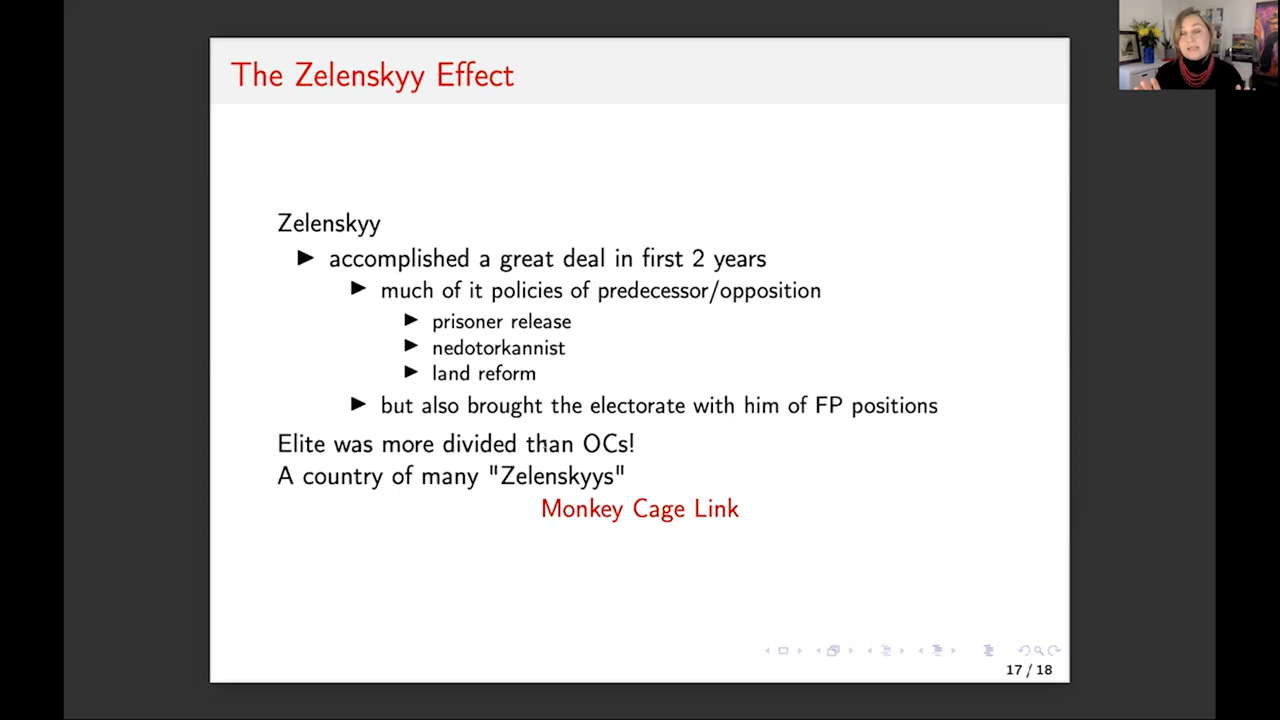 The Zelenskyy Effect
Zelenskyy
▶ accomplished a great deal in first 2 years
▶ much of it policies of predecessor/opposition
▶ prisoner release
▶ nedotorkannist
▶ land reform
▶ but also brought the electorate with him of FP positions
Elite was more divided than OCs!
A country of many "Zelenskyys"
Monkey Cage Link
17 / 18